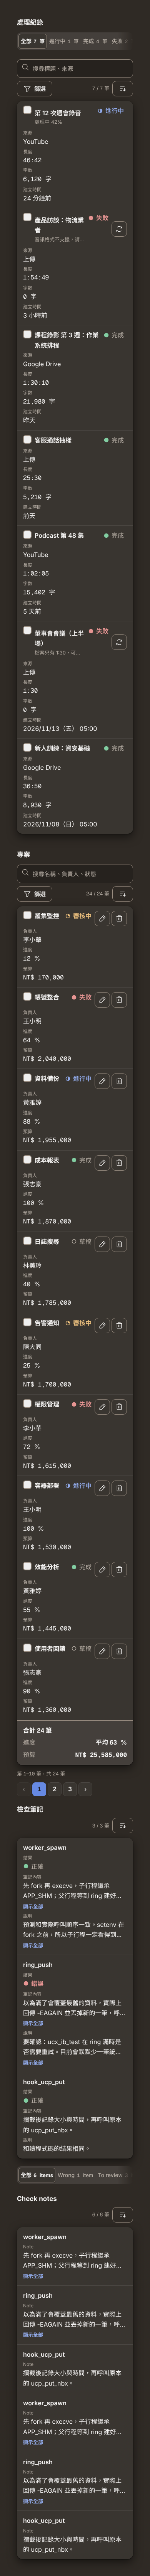 處理紀錄
全部 7 筆 進行中 1 筆 完成 4 筆 失敗 2
搜尋標題、來源
篩選 7 / 7 筆
第 12 次週會錄音 進行中
處理中 42%
來源
YouTube
長度
46:42
字數
6,120 字
建立時間
24 分鐘前
產品訪談：物流業者 失敗
音訊格式不支援，請…
來源
上傳
長度
1:54:49
字數
0 字
建立時間
3 小時前
課程錄影 第 3 週：作業系統排程 完成
來源
Google Drive
長度
1:30:10
字數
21,980 字
建立時間
昨天
客服通話抽樣 完成
來源
上傳
長度
25:30
字數
5,210 字
建立時間
前天
Podcast 第 48 集 完成
來源
YouTube
長度
1:02:05
字數
15,402 字
建立時間
5 天前
董事會會議（上半場） 失敗
檔案只有 1:30，可…
來源
上傳
長度
1:30
字數
0 字
建立時間
2026/11/13（五） 05:00
新人訓練：資安基礎 完成
來源
Google Drive
長度
36:50
字數
8,930 字
建立時間
2026/11/08（日） 05:00
專案
搜尋名稱、負責人、狀態
篩選 24 / 24 筆
叢集監控 審核中
負責人
李小華
進度
12 %
預算
NT$ 170,000
帳號整合 失敗
負責人
王小明
進度
64 %
預算
NT$ 2,040,000
資料備份 進行中
負責人
黃雅婷
進度
88 %
預算
NT$ 1,955,000
成本報表 完成
負責人
張志豪
進度
100 %
預算
NT$ 1,870,000
日誌搜尋 草稿
負責人
林美玲
進度
40 %
預算
NT$ 1,785,000
告警通知 審核中
負責人
陳大同
進度
25 %
預算
NT$ 1,700,000
權限管理 失敗
負責人
李小華
進度
72 %
預算
NT$ 1,615,000
容器部署 進行中
負責人
王小明
進度
100 %
預算
NT$ 1,530,000
效能分析 完成
負責人
黃雅婷
進度
55 %
預算
NT$ 1,445,000
使用者回饋 草稿
負責人
張志豪
進度
90 %
預算
NT$ 1,360,000
合計 24 筆
進度 平均 63 %
預算 NT$ 25,585,000
第 1–10 筆，共 24 筆
‹ 1 2 3 ›
檢查筆記
3 / 3 筆
worker_spawn
結果
正確
筆記內容
先 fork 再 execve，子行程繼承 APP_SHM；父行程等到 ring 建好…
顯示全部
說明
預測和實際呼叫順序一致。setenv 在 fork 之前，所以子行程一定看得到…
顯示全部
ring_push
結果
錯誤
筆記內容
以為滿了會覆蓋最舊的資料，實際上回傳 -EAGAIN 並丟掉新的一筆，呼…
顯示全部
說明
要確認：ucx_ib_test 在 ring 滿時是否需要重試。目前會默默少一筆統…
顯示全部
hook_ucp_put
結果
正確
筆記內容
攔截後記錄大小與時間，再呼叫原本的 ucp_put_nbx。
說明
和讀程式碼的結果相同。
全部 6 items Wrong 1 item To review 2
Check notes
6 / 6 筆
worker_spawn
Note
先 fork 再 execve，子行程繼承 APP_SHM；父行程等到 ring 建好…
顯示全部
ring_push
Note
以為滿了會覆蓋最舊的資料，實際上回傳 -EAGAIN 並丟掉新的一筆，呼…
顯示全部
hook_ucp_put
Note
攔截後記錄大小與時間，再呼叫原本的 ucp_put_nbx。
worker_spawn
Note
先 fork 再 execve，子行程繼承 APP_SHM；父行程等到 ring 建好…
顯示全部
ring_push
Note
以為滿了會覆蓋最舊的資料，實際上回傳 -EAGAIN 並丟掉新的一筆，呼…
顯示全部
hook_ucp_put
Note
攔截後記錄大小與時間，再呼叫原本的 ucp_put_nbx。